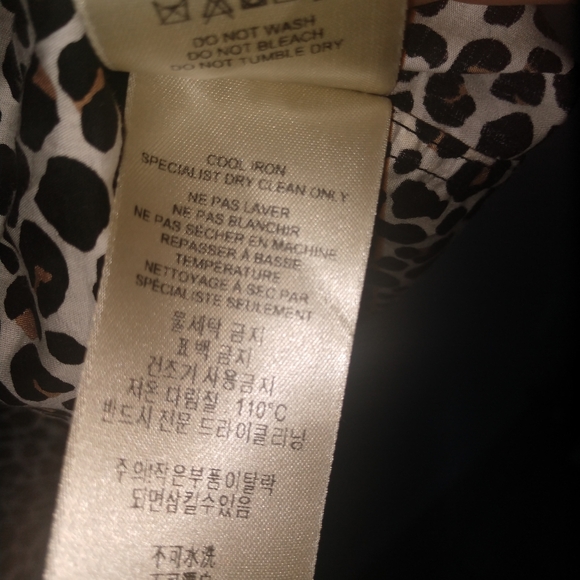 DO NOT WASH
DO NOT BLEACH
DO NOT TUMBLE DRY
COOL IRON
SPECIALIST DRY CLEAN ONLY
NE PAS LAVER
NE PAS BLANCHIR
NE PAS SÉCHER EN MACHINE
REPASSER À BASSE
TEMPÉRATURE
NETTOYAGE À SEC PAR
SPÉCIALISTE SEULEMENT
물세탁 금지
표백 금지
건조기 사용금지
저온 다림질 110°C
반드시 전문 드라이클리닝
주의!작은부품이탈락
되면삼킬수있음
不可水洗